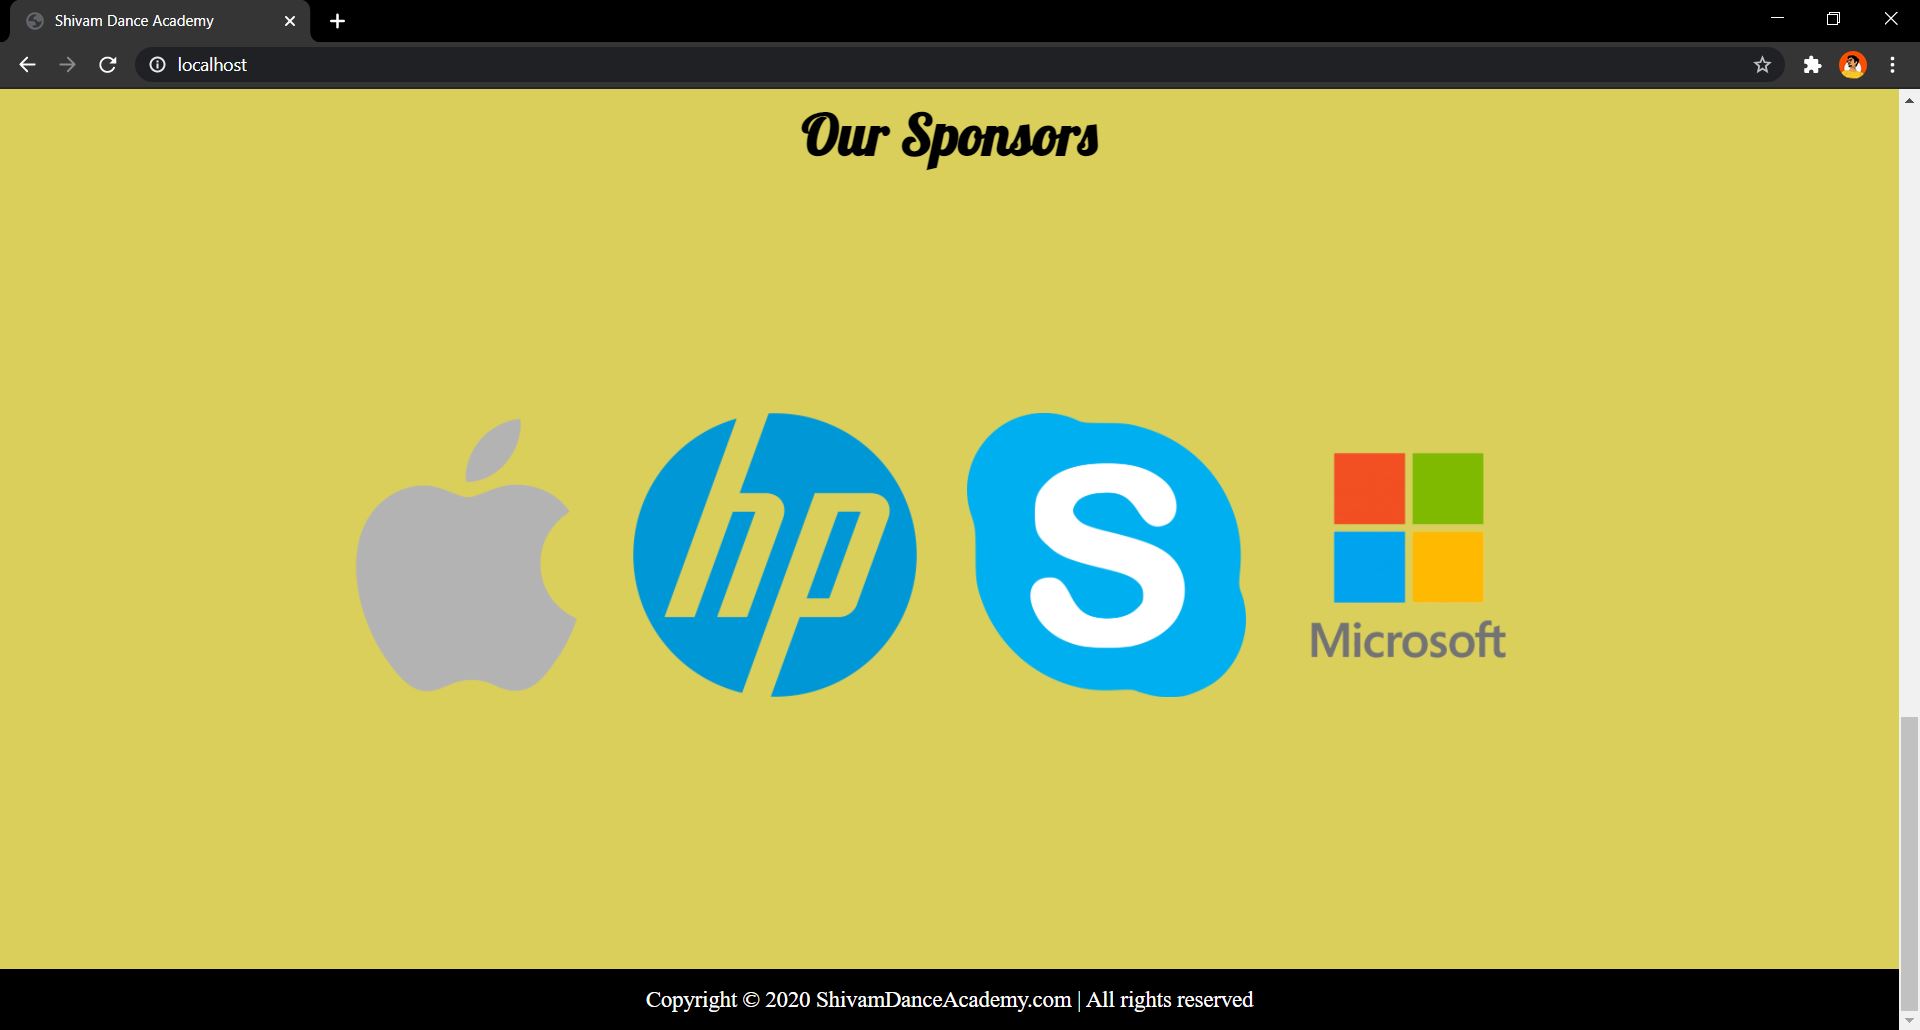 Shivam Dance Academy
localhost
Our Sponsors
hp
S
Microsoft
Copyright © 2020 ShivamDanceAcademy.com | All rights reserved